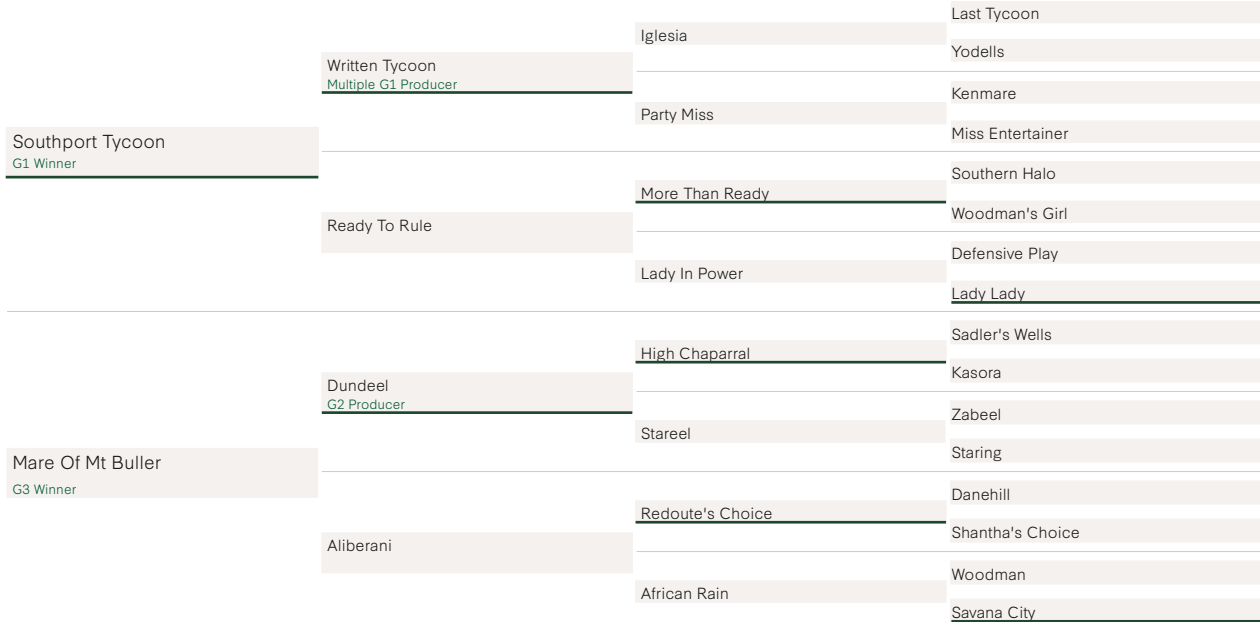 Southport Tycoon
G1 Winner
Mare Of Mt Buller
G3 Winner
Written Tycoon
Multiple G1 Producer
Ready To Rule
Dundeel
G2 Producer
Aliberani
Iglesia
Party Miss
More Than Ready
Lady In Power
High Chaparral
Stareel
Redoute's Choice
African Rain
Last Tycoon
Yodells
Kenmare
Miss Entertainer
Southern Halo
Woodman's Girl
Defensive Play
Lady Lady
Sadler's Wells
Kasora
Zabeel
Staring
Danehill
Shantha's Choice
Woodman
Savana City